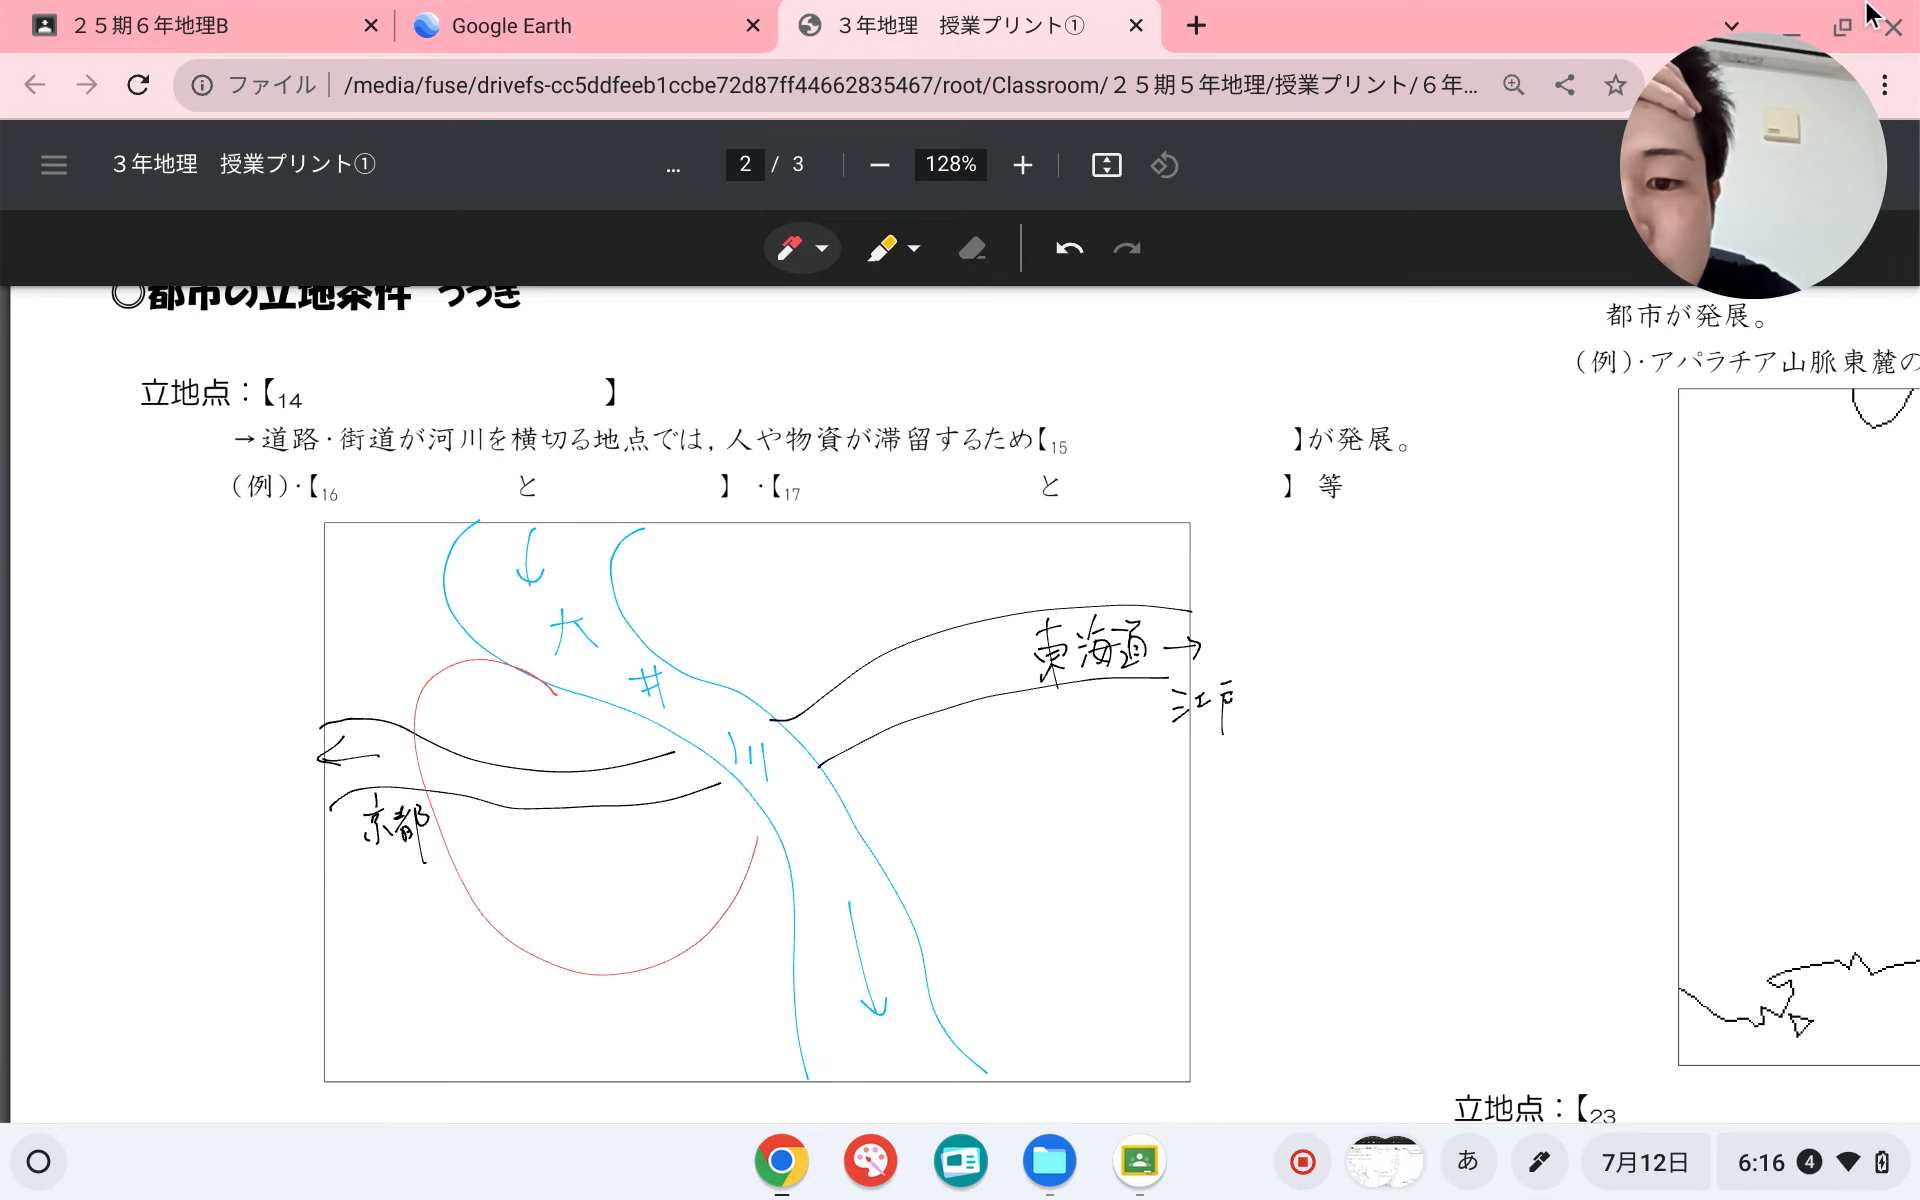 ２５期６年地理B
Google Earth
３年地理　授業プリント①
ファイル
/media/fuse/drivefs-cc5ddfeeb1ccbe72d87ff44662835467/root/Classroom/２５期５年地理/授業プリント/６年...
３年地理　授業プリント①
...
2 / 3
128%
○都市の立地条件　つづき
都市が発展。
（例）・アパラチア山脈東麓の
立地点：【14　　　】
→道路・街道が河川を横切る地点では，人や物資が滞留するため【15　　　】が発展。
（例）・【16　　　と　　　】・【17　　　と　　　】等
大
井
川
東海道→
江戸
←
京都
立地点：【23
あ
7月12日
6:16
4